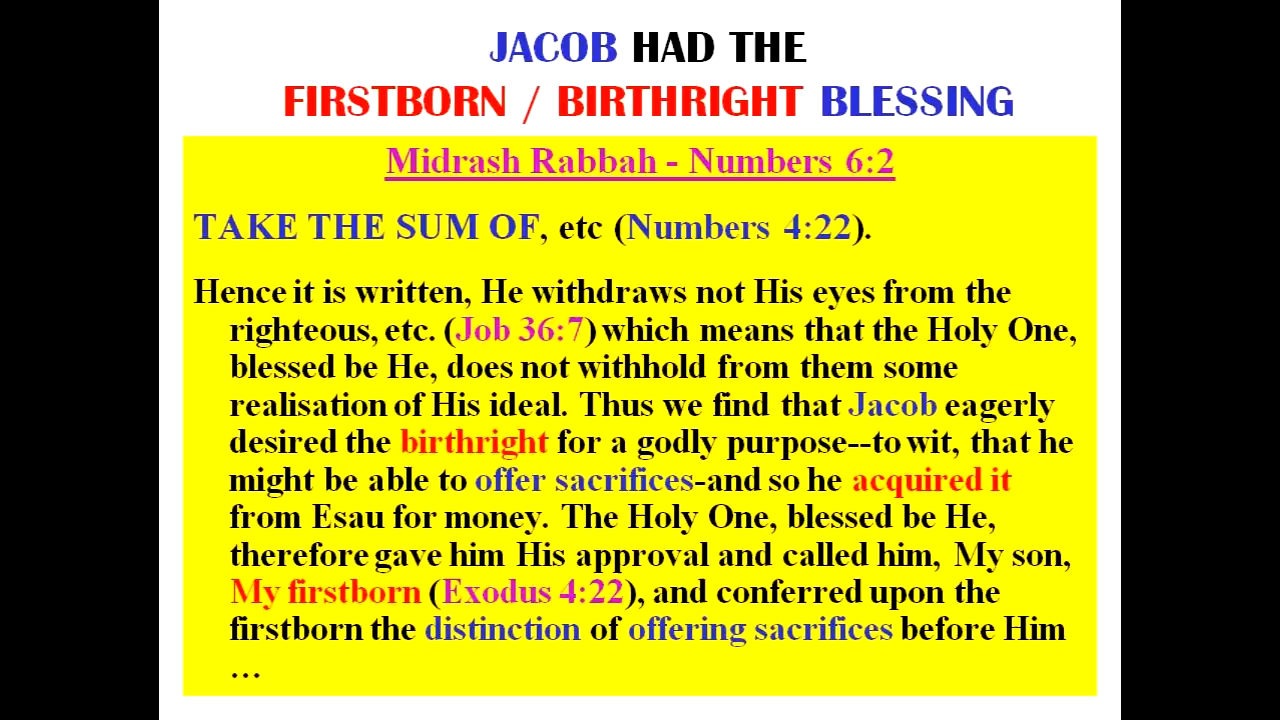 JACOB HAD THE
FIRSTBORN / BIRTHRIGHT BLESSING
Midrash Rabbah - Numbers 6:2
TAKE THE SUM OF, etc (Numbers 4:22).
Hence it is written, He withdraws not His eyes from the
righteous, etc. (Job 36:7) which means that the Holy One,
blessed be He, does not withhold from them some
realisation of His ideal. Thus we find that Jacob eagerly
desired the birthright for a godly purpose--to wit, that he
might be able to offer sacrifices-and so he acquired it
from Esau for money. The Holy One, blessed be He,
therefore gave him His approval and called him, My son,
My firstborn (Exodus 4:22), and conferred upon the
firstborn the distinction of offering sacrifices before Him
…